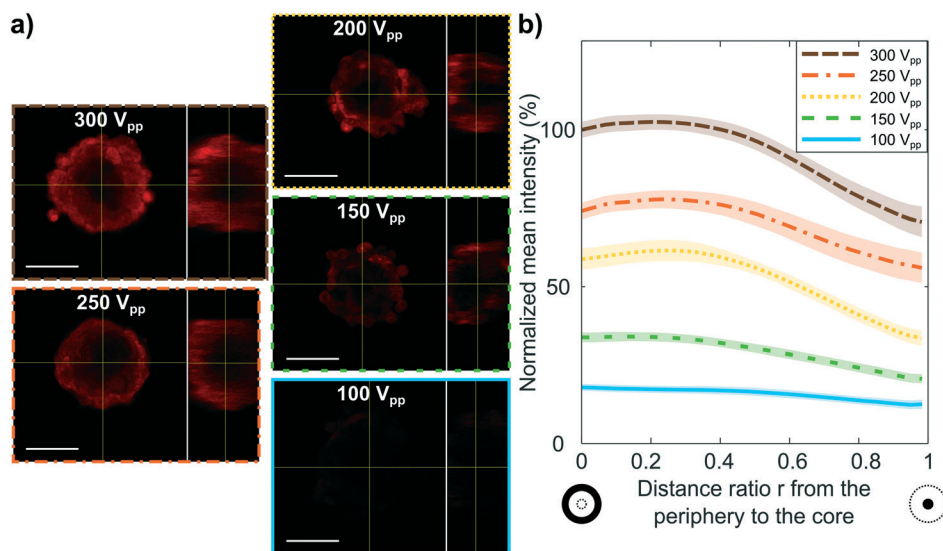 a)
300 Vpp
250 Vpp
200 Vpp
150 Vpp
100 Vpp
b)
Normalized mean intensity (%)
100
50
0
300 Vpp
250 Vpp
200 Vpp
150 Vpp
100 Vpp
0 0.2 0.4 0.6 0.8 1
Distance ratio r from the
periphery to the core